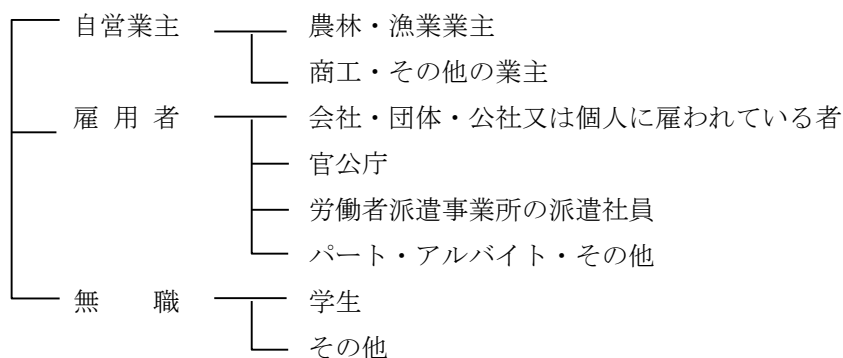 自営業主 農林・漁業業主
商工・その他の業主
雇用者 会社・団体・公社又は個人に雇われている者
官公庁
労働者派遣事業所の派遣社員
パート・アルバイト・その他
無職 学生
その他